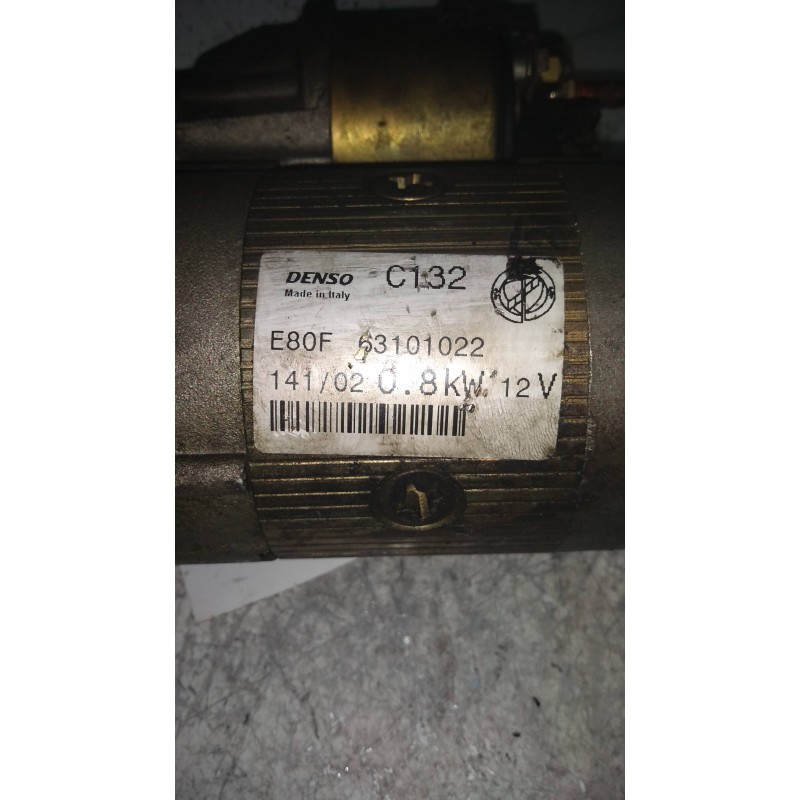 DENSO C132
Made in Italy
E80F 63101022
141/02 0.8kW 12V